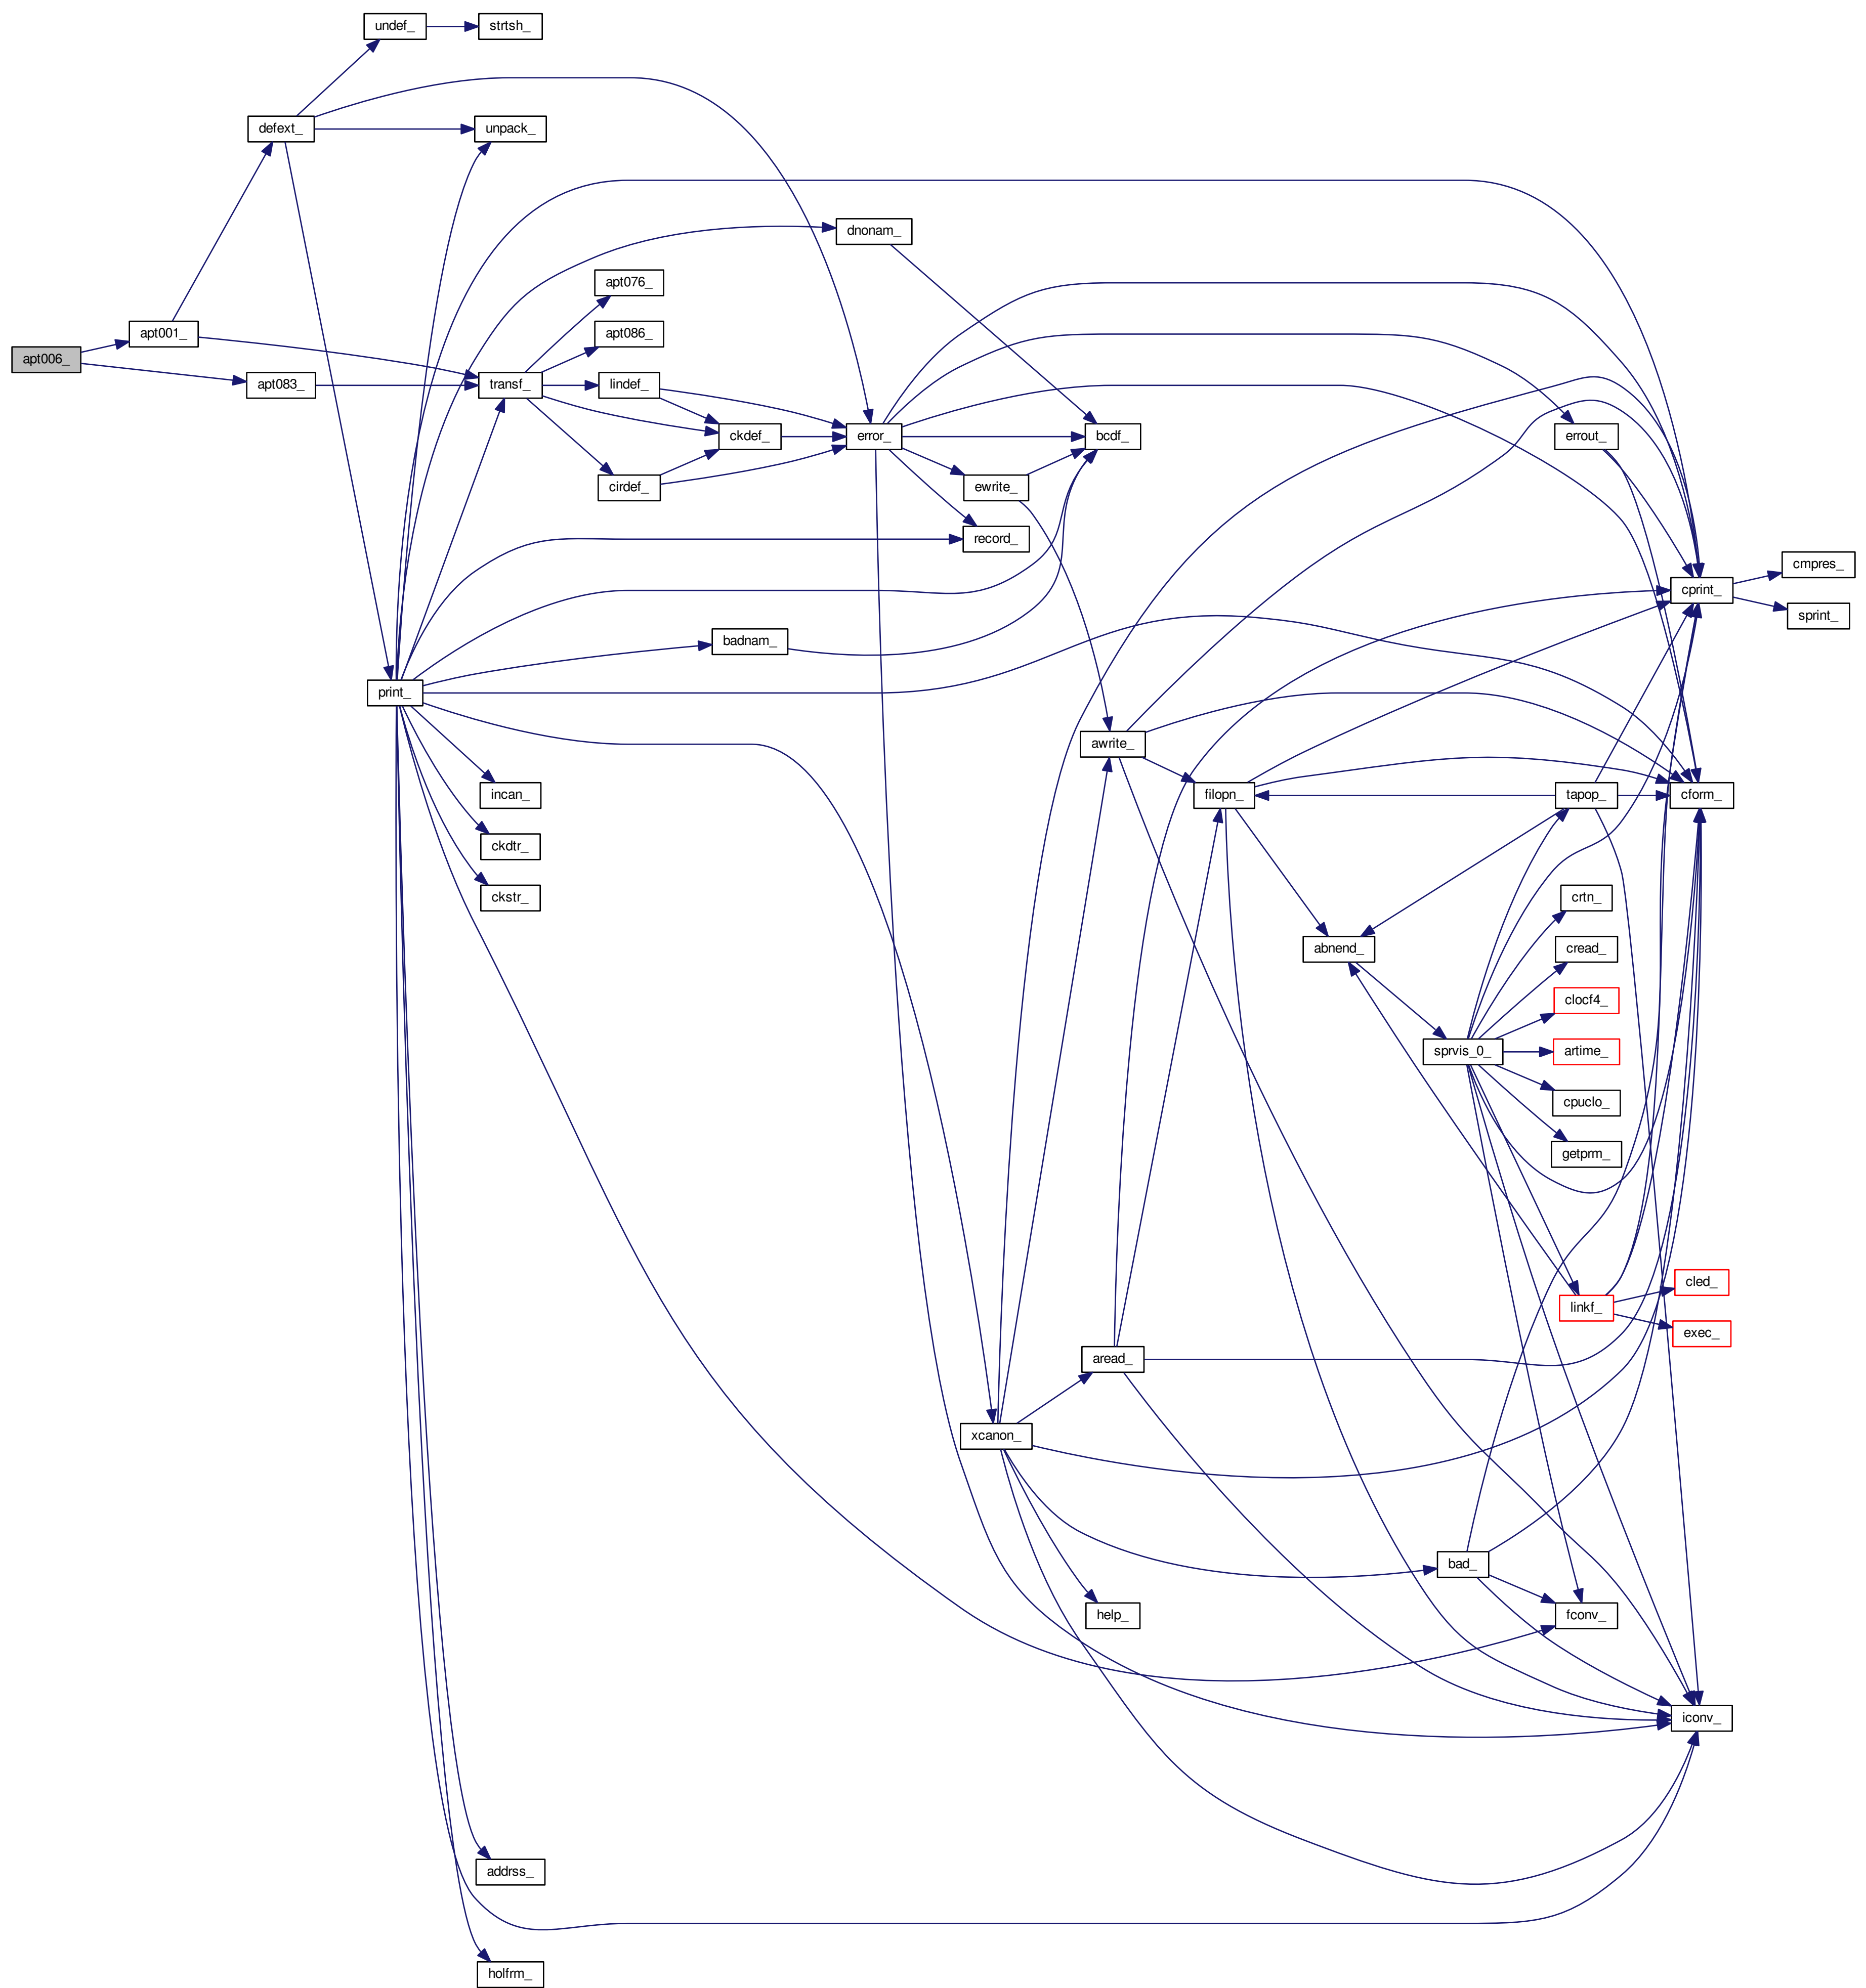 undef_
strtsh_
defext_
unpack_
dnonam_
apt076_
apt001_
apt086_
apt006_
apt083_
transf_
lindef_
ckdef_
error_
bcdf_
errout_
cirdef_
ewrite_
record_
cmpres_
cprint_
sprint_
badnam_
print_
awrite_
incan_
filopn_
tapop_
cform_
ckdtr_
ckstr_
crtn_
abnend_
cread_
clocf4_
sprvis_0_
artime_
cpuclo_
getprm_
cled_
linkf_
exec_
aread_
xcanon_
bad_
help_
fconv_
iconv_
addrss_
holfrm_